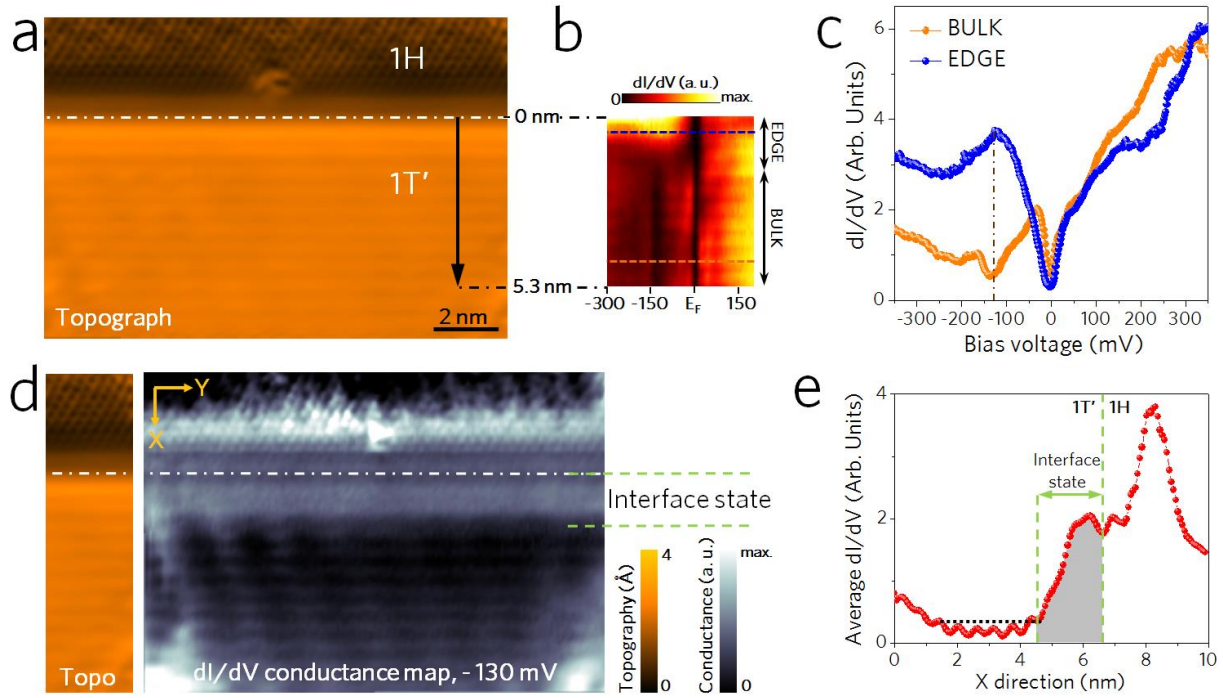 a
1H
1T’
Topograph
2 nm
0 nm
5.3 nm
b
dI/dV (a. u.)
0
max.
EDGE
BULK
-300
-150
E_F
150
c
BULK
EDGE
dI/dV (Arb. Units)
6
4
2
0
-300
-200
-100
0
100
200
300
Bias voltage (mV)
d
Topo
Y
X
Interface state
dI/dV conductance map, -130 mV
Topography (Å)
4
0
Conductance (a. u.)
max.
0
e
Average dI/dV (Arb. Units)
4
2
0
1T’
1H
Interface
state
0
2
4
6
8
10
X direction (nm)